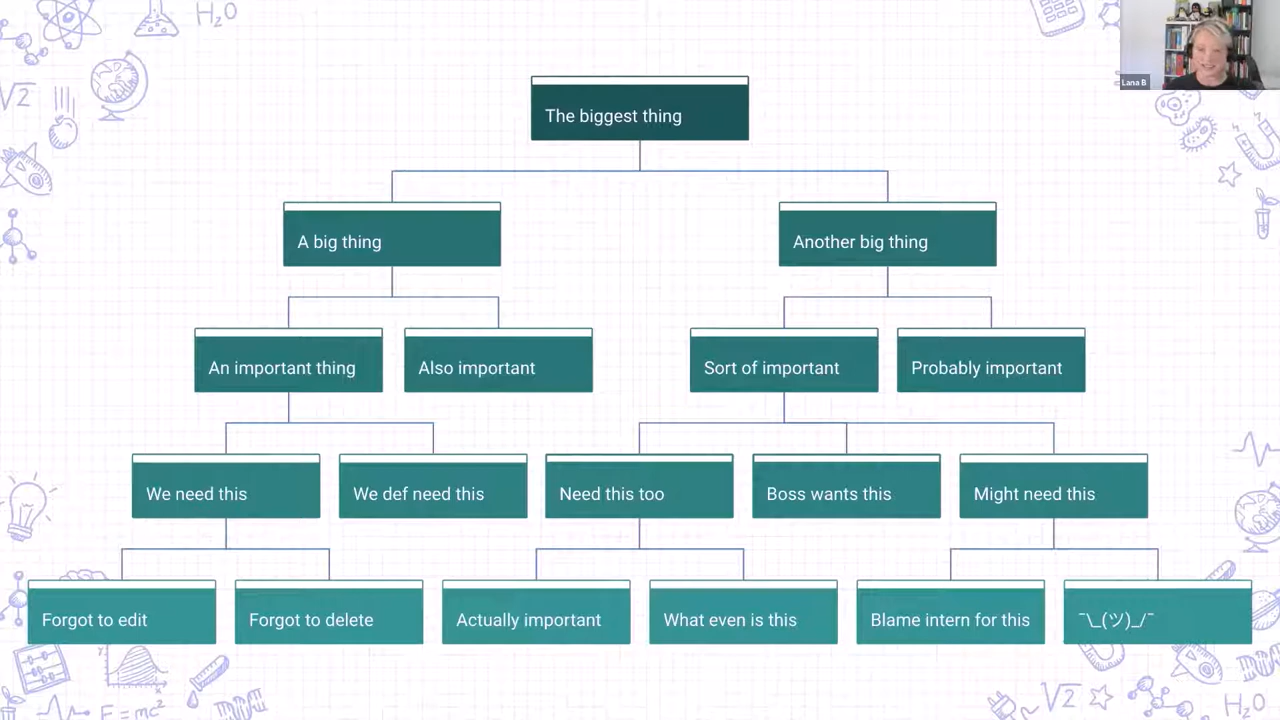 H₂O
√2
Lana B
The biggest thing
A big thing
Another big thing
An important thing
Also important
Sort of important
Probably important
We need this
We def need this
Need this too
Boss wants this
Might need this
Forgot to edit
Forgot to delete
Actually important
What even is this
Blame intern for this
¯\_(ツ)_/¯
E=mc²
√2
H₂O